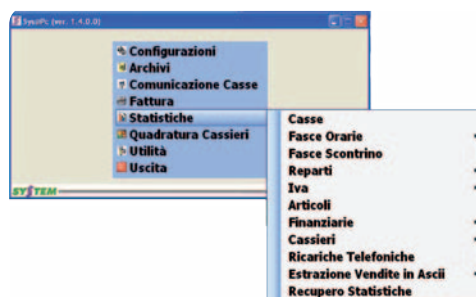 SystPc (ver. 1.4.0.0)
Configurazioni
Archivi
Comunicazione Casse
Fattura
Statistiche
Quadratura Cassieri
Utilità
Uscita
SYSTEM
Casse
Fasce Orarie
Fasce Scontrino
Reparti
Iva
Articoli
Finanziarie
Cassieri
Ricariche Telefoniche
Estrazione Vendite in Ascii
Recupero Statistiche